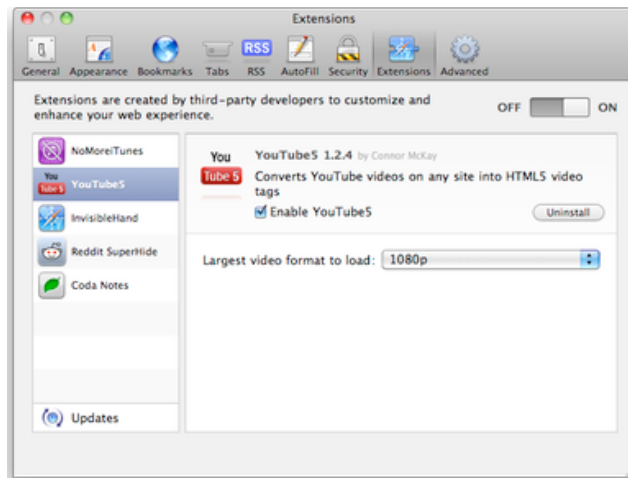 Extensions
RSS
General Appearance Bookmarks Tabs RSS AutoFill Security Extensions Advanced
Extensions are created by third-party developers to customize and
enhance your web experience.
OFF ON
NoMoreiTunes
You
Tube 5
YouTube5
InvisibleHand
Reddit SuperHide
Coda Notes
Updates
You
Tube 5
YouTube5 1.2.4 by Connor McKay
Converts YouTube videos on any site into HTML5 video
tags
Enable YouTube5
Uninstall
Largest video format to load: 1080p